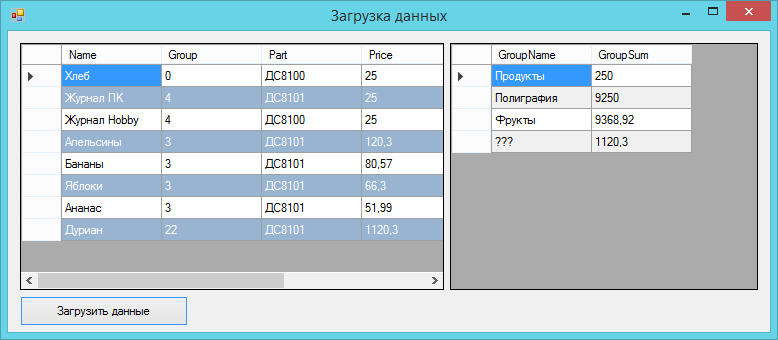 Загрузка данных
Name Group Part Price
Хлеб 0 ДС8100 25
Журнал ПК 4 ДС8101 25
Журнал Hobby 4 ДС8100 25
Апельсины 3 ДС8101 120,3
Бананы 3 ДС8101 80,57
Яблоки 3 ДС8101 66,3
Ананас 3 ДС8101 51,99
Дуриан 22 ДС8101 1120,3
GroupName GroupSum
Продукты 250
Полиграфия 9250
Фрукты 9368,92
??? 1120,3
Загрузить данные